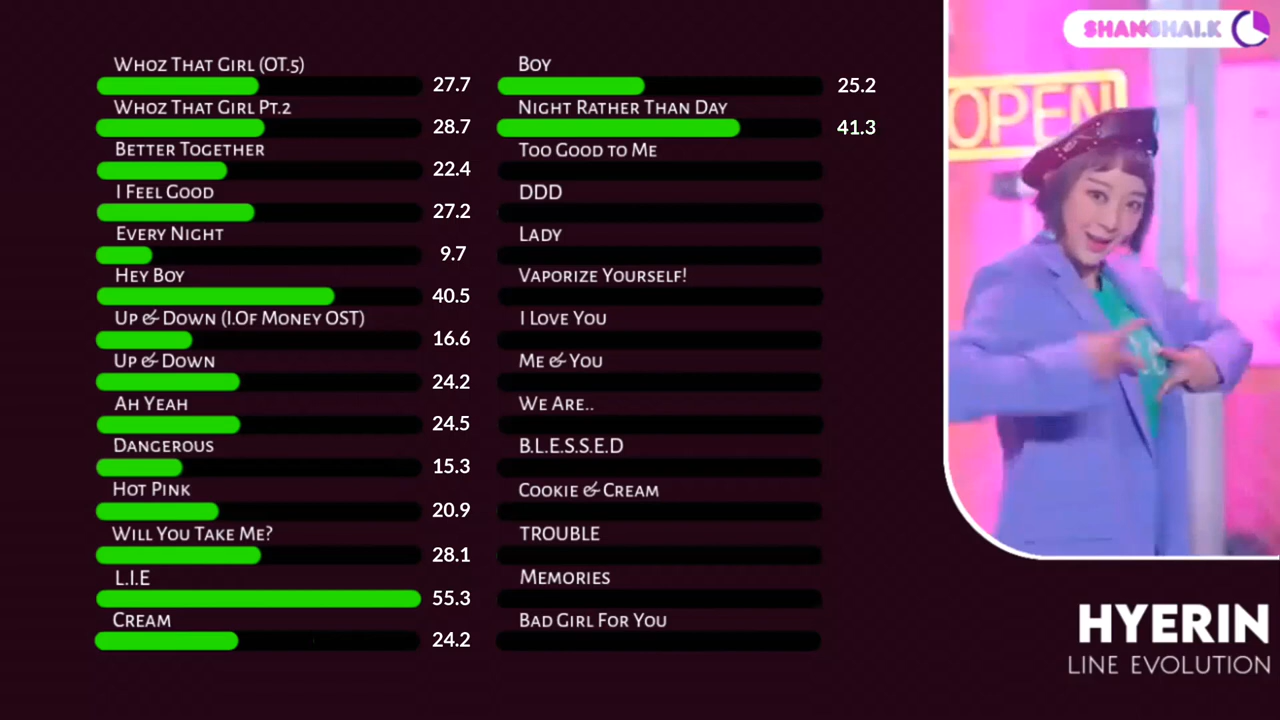 WHOZ THAT GIRL (OT.5)
27.7
WHOZ THAT GIRL PT.2
28.7
BETTER TOGETHER
22.4
I FEEL GOOD
27.2
EVERY NIGHT
9.7
HEY BOY
40.5
UP & DOWN (I.OF MONEY OST)
16.6
UP & DOWN
24.2
AH YEAH
24.5
DANGEROUS
15.3
HOT PINK
20.9
WILL YOU TAKE ME?
28.1
L.I.E
55.3
CREAM
24.2
BOY
25.2
NIGHT RATHER THAN DAY
41.3
TOO GOOD TO ME
DDD
LADY
VAPORIZE YOURSELF!
I LOVE YOU
ME & YOU
WE ARE..
B.L.E.S.S.E.D
COOKIE & CREAM
TROUBLE
MEMORIES
BAD GIRL FOR YOU
SHANGHAI.K
OPEN
HYERIN
LINE EVOLUTION